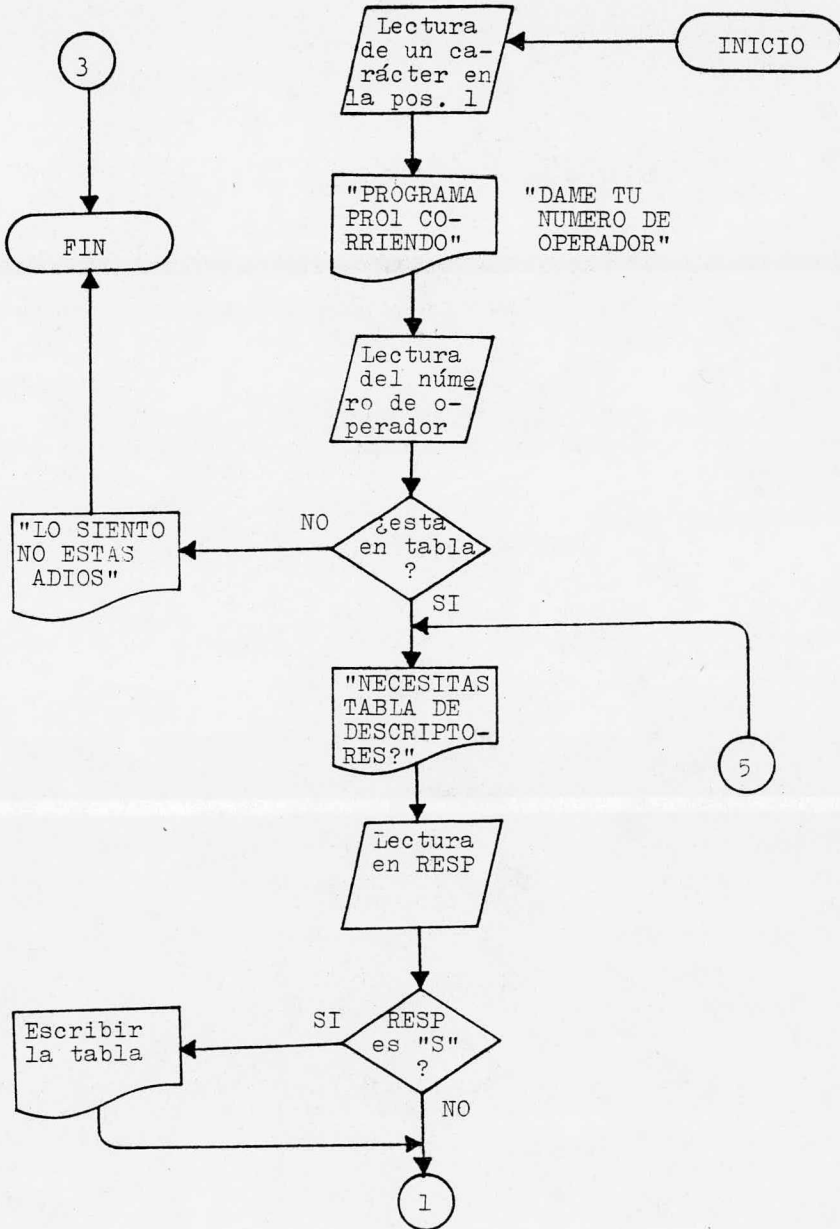 INICIO
Lectura
de un ca-
rácter en
la pos. 1
3
"PROGRAMA
PRO1 CO-
RRIENDO"
"DAME TU
NUMERO DE
OPERADOR"
FIN
Lectura
del núme
ro de o-
perador
¿esta
en tabla
?
NO
"LO SIENTO
NO ESTAS
ADIOS"
SI
"NECESITAS
TABLA DE
DESCRIPTO-
RES?"
5
Lectura
en RESP
RESP
es "S"
?
SI
Escribir
la tabla
NO
1